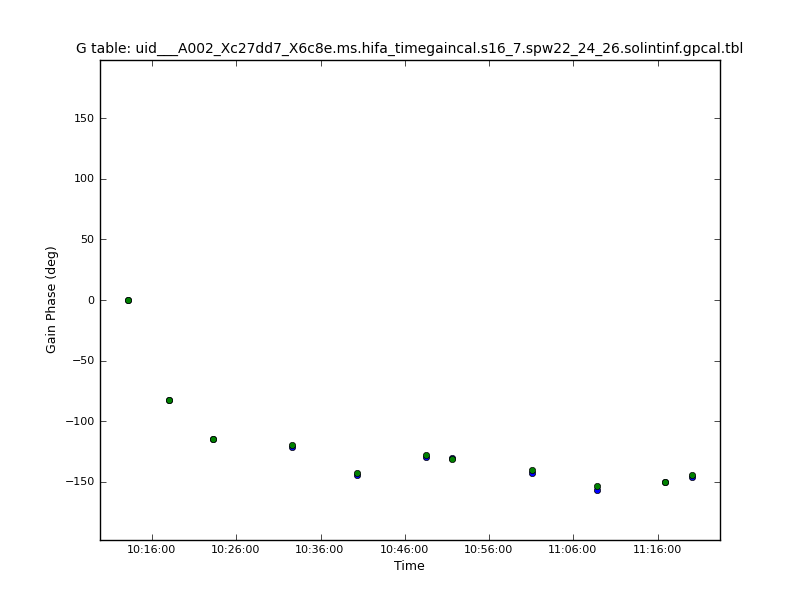 G table: uid___A002_Xc27dd7_X6c8e.ms.hifa_timegaincal.s16_7.spw22_24_26.solintinf.gpcal.tbl
150
100
50
0
−50
−100
−150
Gain Phase (deg)
10:16:00 10:26:00 10:36:00 10:46:00 10:56:00 11:06:00 11:16:00
Time